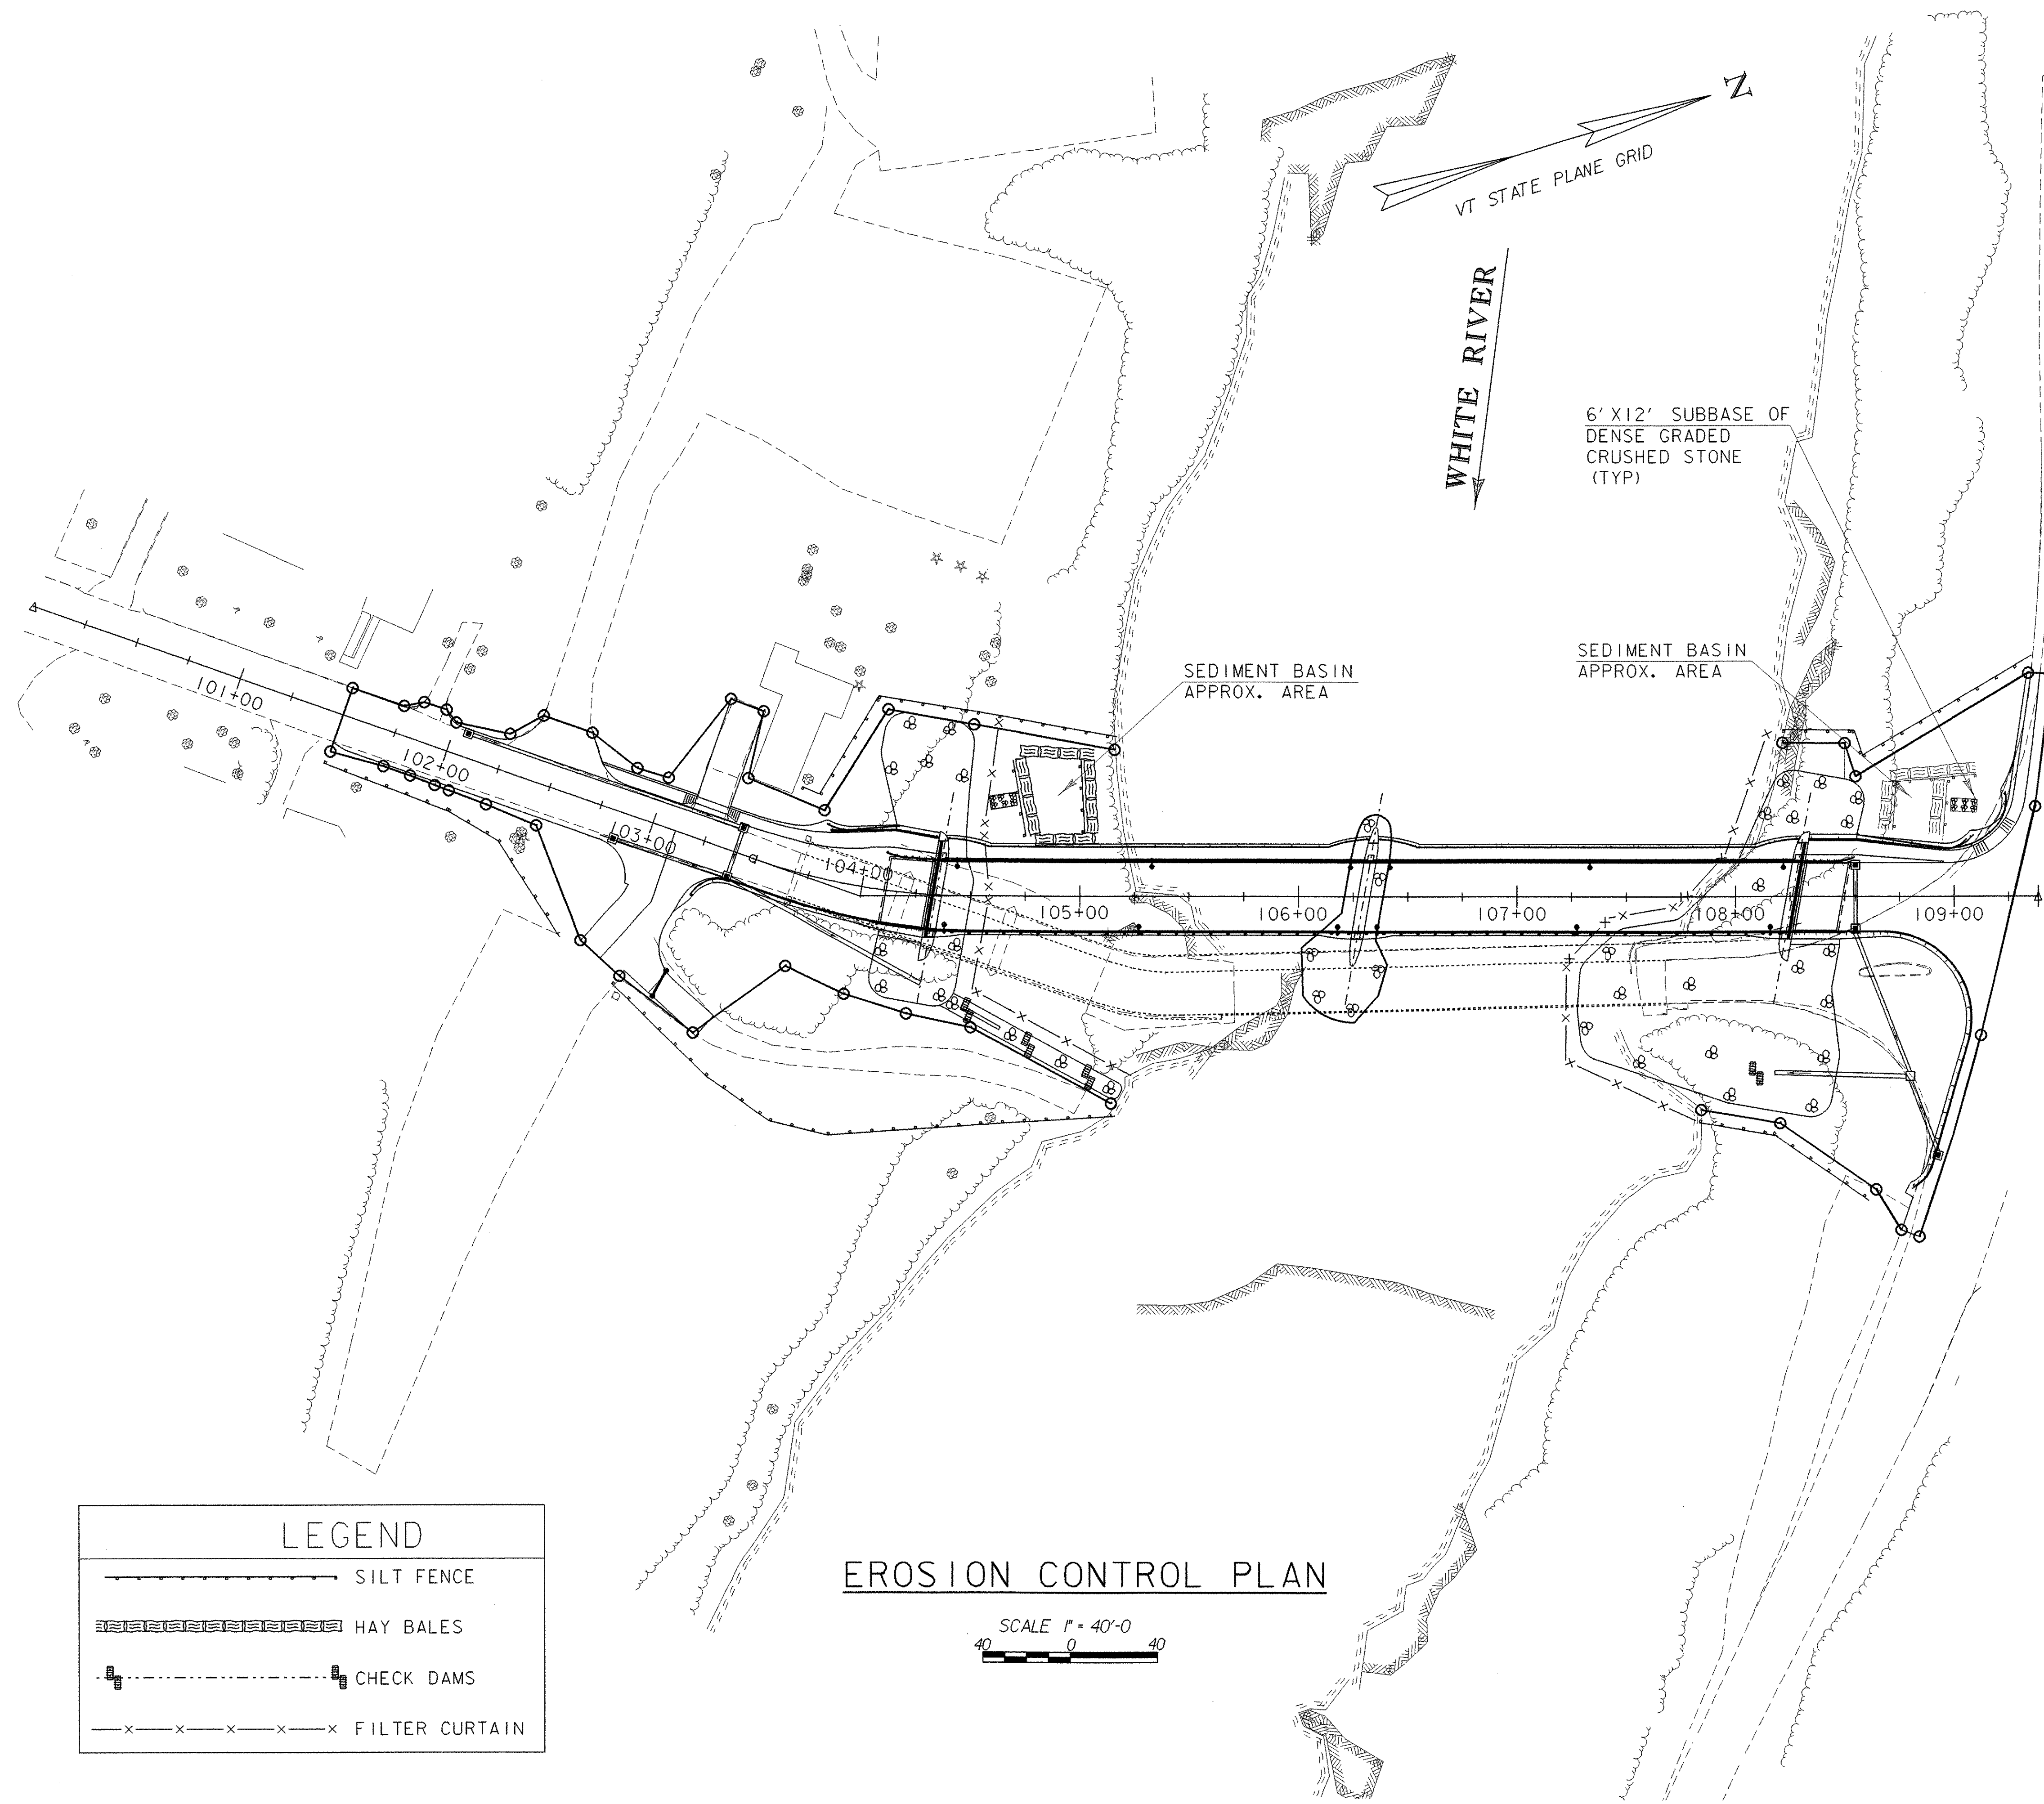 Z
VT STATE PLANE GRID
WHITE RIVER
6'X12' SUBBASE OF
DENSE GRADED
CRUSHED STONE
(TYP)
SEDIMENT BASIN
APPROX. AREA
SEDIMENT BASIN
APPROX. AREA
101+00
102+00
103+00
104+00
105+00
106+00
107+00
108+00
109+00
LEGEND
SILT FENCE
HAY BALES
CHECK DAMS
FILTER CURTAIN
EROSION CONTROL PLAN
SCALE 1" = 40'-0
40 0 40